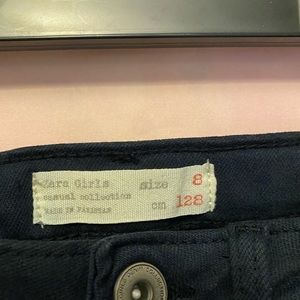 Zara Girls size 8
casual collection
MADE IN PAKISTAN cm 128